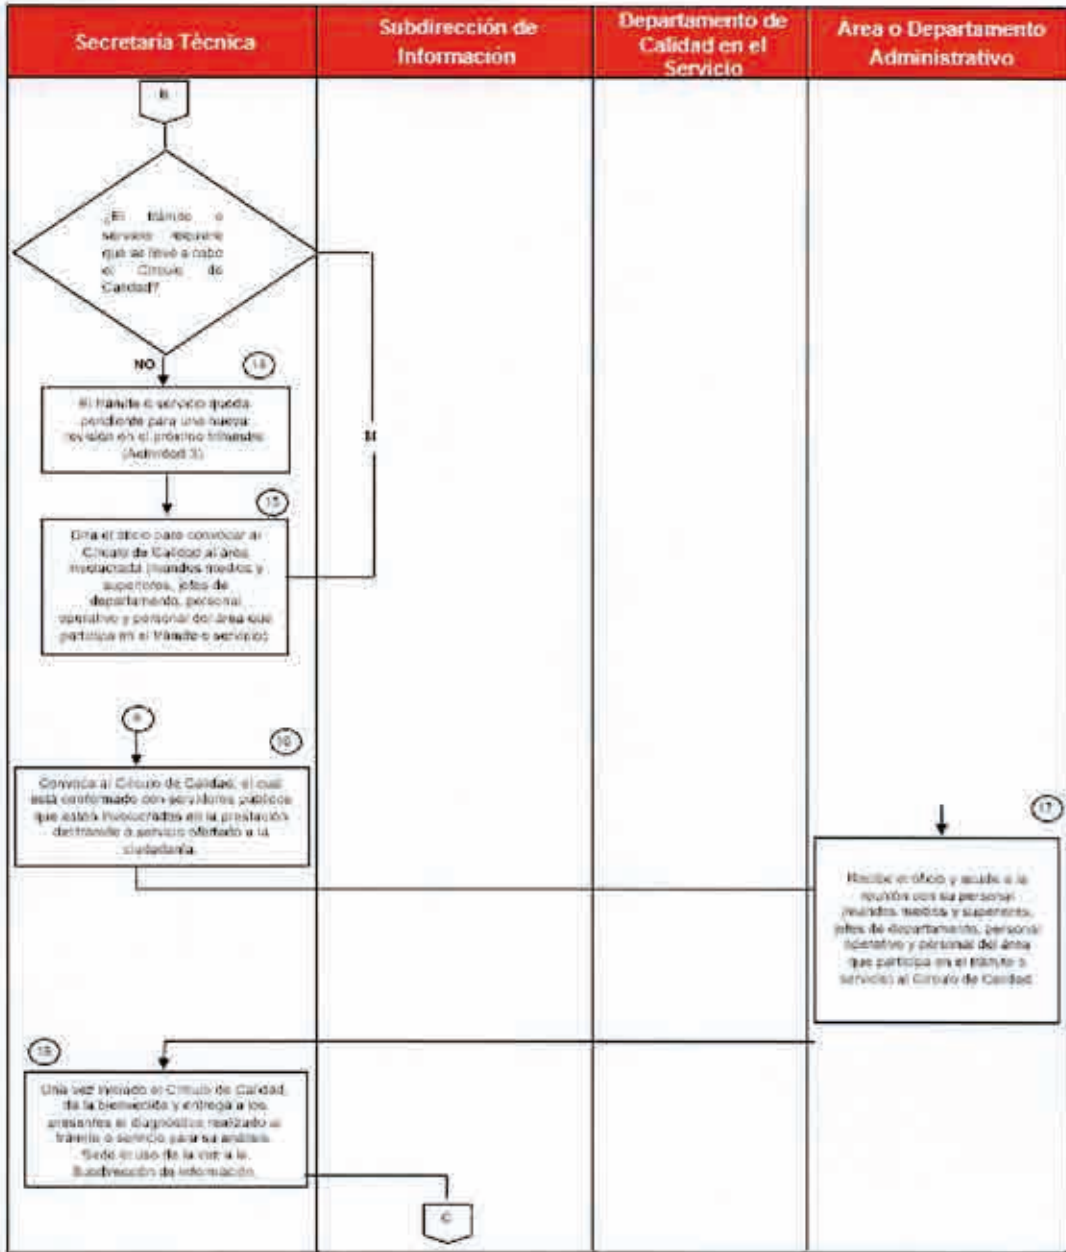 Secretaría Técnica
Subdirección de
Información
Departamento de
Calidad en el
Servicio
Área o Departamento
Administrativo
B
¿El trámite o
servicio requiere
que se lleve a cabo
el Círculo de
Calidad?
NO
14
El trámite o servicio queda
pendiente para una nueva
revisión en el próximo trimestre
(Actividad 3)
SI
15
Gira el oficio para convocar al
Círculo de Calidad al área
involucrada (mandos medios y
superiores, jefes de
departamento, personal
operativo y personal del área que
participa en el trámite o servicio)
16
Convoca al Círculo de Calidad, el cual
está conformado con servidores públicos
que están involucrados en la prestación
del trámite o servicio ofertado a la
ciudadanía.
17
Recibe el oficio y acude a la
reunión con su personal
(mandos medios y superiores,
jefes de departamento, personal
operativo y personal del área
que participa en el trámite o
servicio) al Círculo de Calidad.
18
Una vez iniciado el Círculo de Calidad,
da la bienvenida y entrega a los
presentes el diagnóstico realizado al
trámite o servicio para su análisis.
Cede el uso de la voz a la
Subdirección de Información.
C